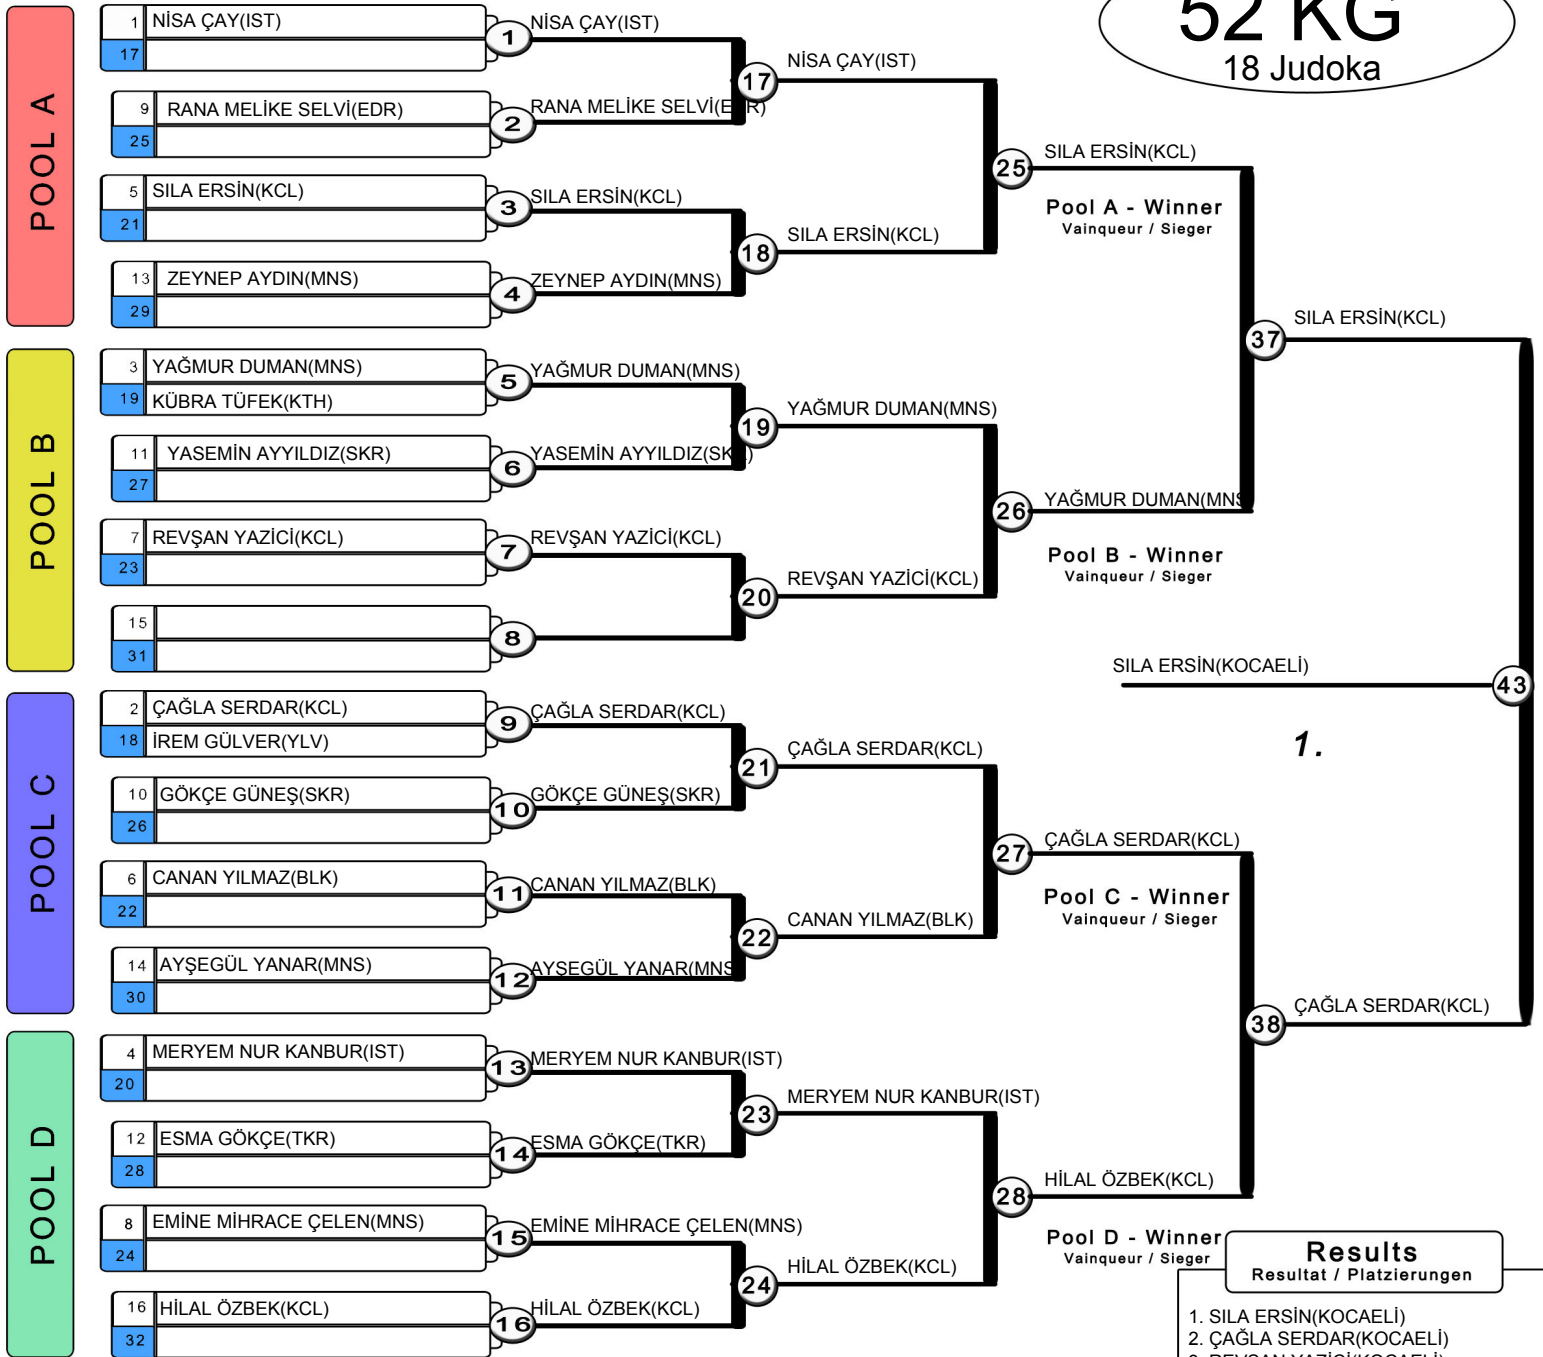 52 KG
18 Judoka
POOL A
1 NİSA ÇAY(IST)
17
1
NİSA ÇAY(IST)
9 RANA MELİKE SELVİ(EDR)
25
2
RANA MELİKE SELVİ(EDR)
17
NİSA ÇAY(IST)
5 SILA ERSİN(KCL)
21
3
SILA ERSİN(KCL)
13 ZEYNEP AYDIN(MNS)
29
4
ZEYNEP AYDIN(MNS)
18
SILA ERSİN(KCL)
25
SILA ERSİN(KCL)
Pool A - Winner
Vainqueur / Sieger
POOL B
3 YAĞMUR DUMAN(MNS)
19 KÜBRA TÜFEK(KTH)
5
YAĞMUR DUMAN(MNS)
11 YASEMİN AYYILDIZ(SKR)
27
6
YASEMİN AYYILDIZ(SKR)
19
YAĞMUR DUMAN(MNS)
7 REVŞAN YAZİCİ(KCL)
23
7
REVŞAN YAZİCİ(KCL)
15
31
8
20
REVŞAN YAZİCİ(KCL)
26
YAĞMUR DUMAN(MNS)
Pool B - Winner
Vainqueur / Sieger
37
SILA ERSİN(KCL)
SILA ERSİN(KOCAELİ)
43
1.
POOL C
2 ÇAĞLA SERDAR(KCL)
18 İREM GÜLVER(YLV)
9
ÇAĞLA SERDAR(KCL)
10 GÖKÇE GÜNEŞ(SKR)
26
10
GÖKÇE GÜNEŞ(SKR)
21
ÇAĞLA SERDAR(KCL)
6 CANAN YILMAZ(BLK)
22
11
CANAN YILMAZ(BLK)
14 AYŞEGÜL YANAR(MNS)
30
12
AYŞEGÜL YANAR(MNS
22
CANAN YILMAZ(BLK)
27
ÇAĞLA SERDAR(KCL)
Pool C - Winner
Vainqueur / Sieger
POOL D
4 MERYEM NUR KANBUR(IST)
20
13
MERYEM NUR KANBUR(IST)
12 ESMA GÖKÇE(TKR)
28
14
ESMA GÖKÇE(TKR)
23
MERYEM NUR KANBUR(IST)
8 EMİNE MİHRACE ÇELEN(MNS)
24
15
EMİNE MİHRACE ÇELEN(MNS)
16 HİLAL ÖZBEK(KCL)
32
16
HİLAL ÖZBEK(KCL)
24
HİLAL ÖZBEK(KCL)
28
HİLAL ÖZBEK(KCL)
Pool D - Winner
Vainqueur / Sieger
38
ÇAĞLA SERDAR(KCL)
Results
Resultat / Platzierungen
1. SILA ERSİN(KOCAELİ)
2. ÇAĞLA SERDAR(KOCAELİ)
3. REVŞAN YAZİCİ(KOCAELİ)